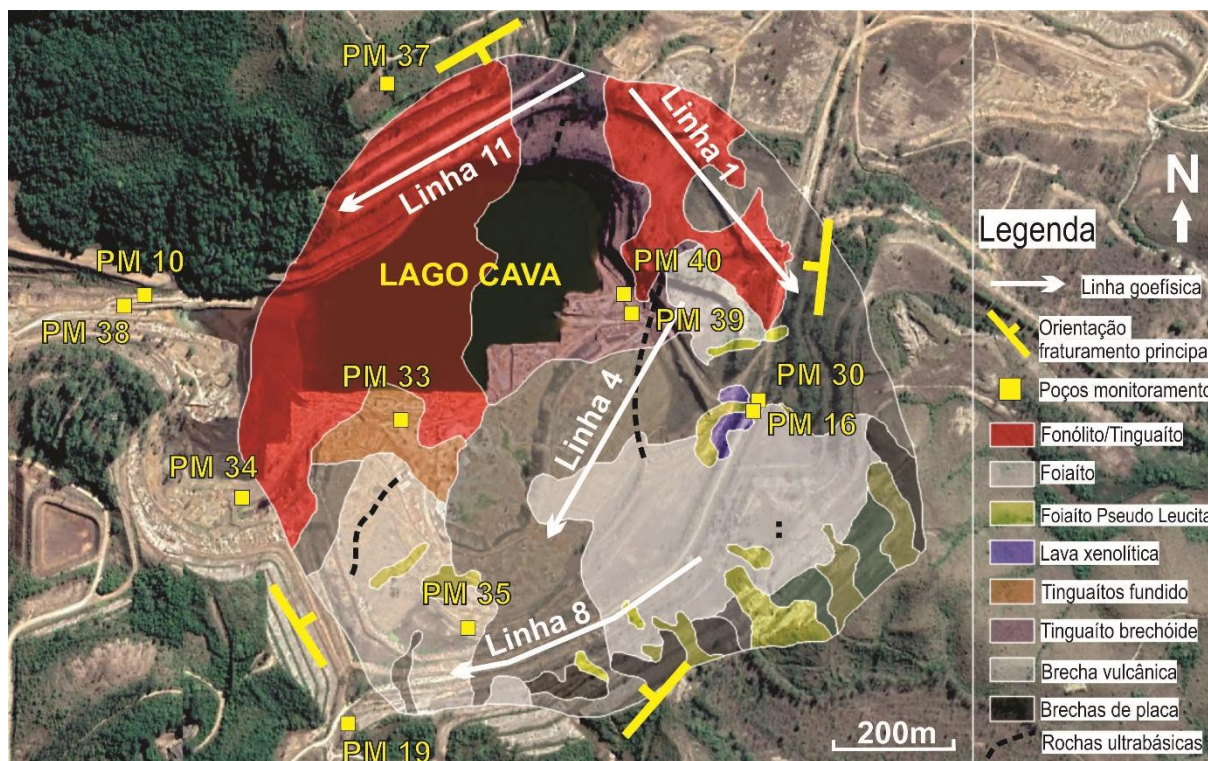 PM 37
Linha 11
Linha 1
N
PM 10
PM 38
LAGO CAVA
PM 40
PM 39
PM 33
Linha 4
PM 30
PM 16
PM 34
PM 35
Linha 8
PM 19
200m
Legenda
Linha goefísica
Orientação
fraturamento principa
Poços monitoramento
Fonólito/Tinguaíto
Foiaíto
Foiaíto Pseudo Leucita
Lava xenolítica
Tinguaítos fundido
Tinguaíto brechóide
Brecha vulcânica
Brechas de placa
Rochas ultrabásicas